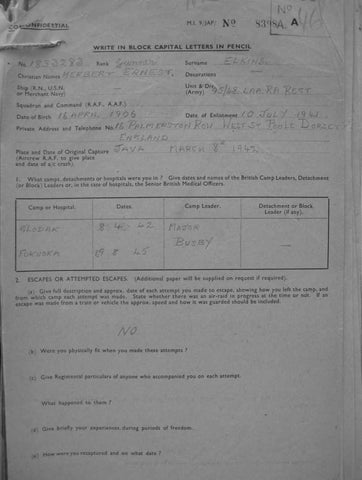 CONFIDENTIAL
M.I. 9/JAP/ No 8398A. A
No
WRITE IN BLOCK CAPITAL LETTERS IN PENCIL
No. 1832282 Rank Gunner Surname ELKINS.
Christian Names HERBERT ERNEST. Decorations —
Ship (R.N., U.S.N. or Merchant Navy) Unit & Div. (Army) 95/48. LAA. RA REGT
Squadron and Command (R.A.F., A.A.F.)
Date of Birth 16 APRIL 1906 Date of Enlistment 10 JULY 1941
Private Address and Telephone No. 16 PALMERSTON ROW WEST ST. POOLE DORSET
ENGLAND
Place and Date of Original Capture JAVA MARCH 8th 1942
(Aircrew R.A.F. to give place
and date of a/c crash).
1. What camps, detachments or hospitals were you in? Give dates and names of the British Camp Leaders, Detachment
(or Block) Leaders or, in the case of hospitals, the Senior British Medical Officers.
Camp or Hospital. Dates. Camp Leader. Detachment or Block Leader (if any).
GLODAK 8 42 MAJOR
BUSBY —
FUKUOKA 19 8 45
2. ESCAPES OR ATTEMPTED ESCAPES. (Additional paper will be supplied on request if required).
(a) Give full description and approx. date of each attempt you made to escape, showing how you left the camp, and
from which camp each attempt was made. State whether there was an air-raid in progress at the time or not. If an
escape was made from a train or vehicle the approx. speed and how it was guarded should be included.
NO
(b) Were you physically fit when you made these attempts?
(c) Give Regimental particulars of anyone who accompanied you on each attempt.
What happened to them?
(d) Give briefly your experiences during periods of freedom.
(e) How were you recaptured and on what date?